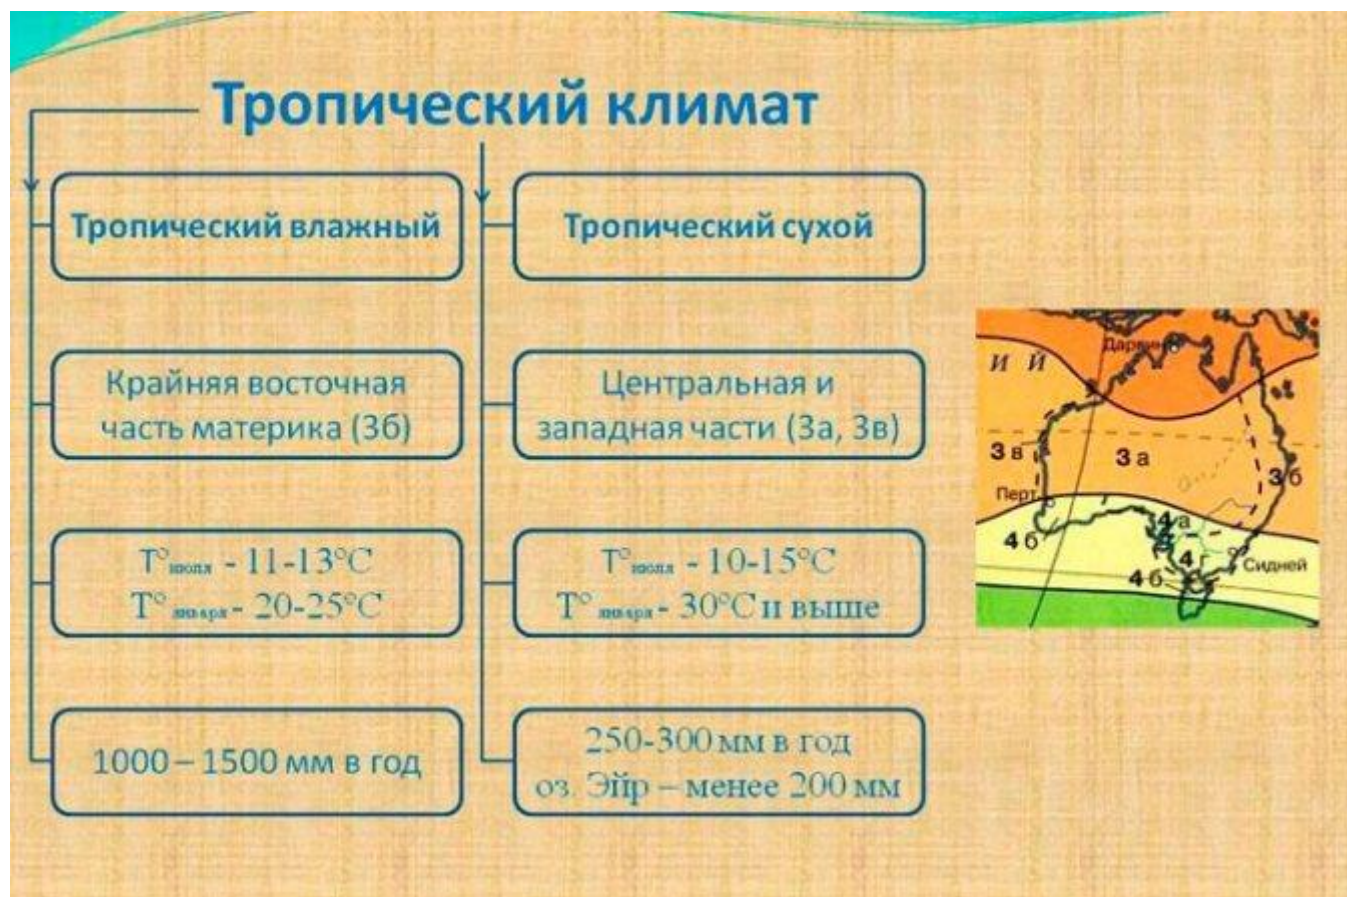 Тропический климат
Тропический влажный
Тропический сухой
Крайняя восточная
часть материка (3б)
Центральная и
западная части (3а, 3в)
Т° июля - 11-13°С
Т° января - 20-25°С
Т° июля - 10-15°С
Т° января - 30°С и выше
1000 – 1500 мм в год
250-300 мм в год
оз. Эйр – менее 200 мм
Дарвин
И Й
3 в
3 а
3 б
Перт
4 а
4 б
4
Сидней
4 б